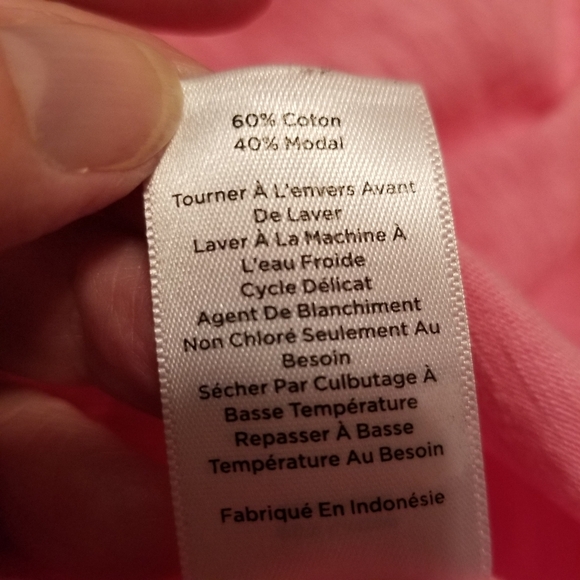 60% Coton
40% Modal
Tourner À L'envers Avant
De Laver
Laver À La Machine À
L'eau Froide
Cycle Délicat
Agent De Blanchiment
Non Chloré Seulement Au
Besoin
Sécher Par Culbutage À
Basse Température
Repasser À Basse
Température Au Besoin
Fabriqué En Indonésie